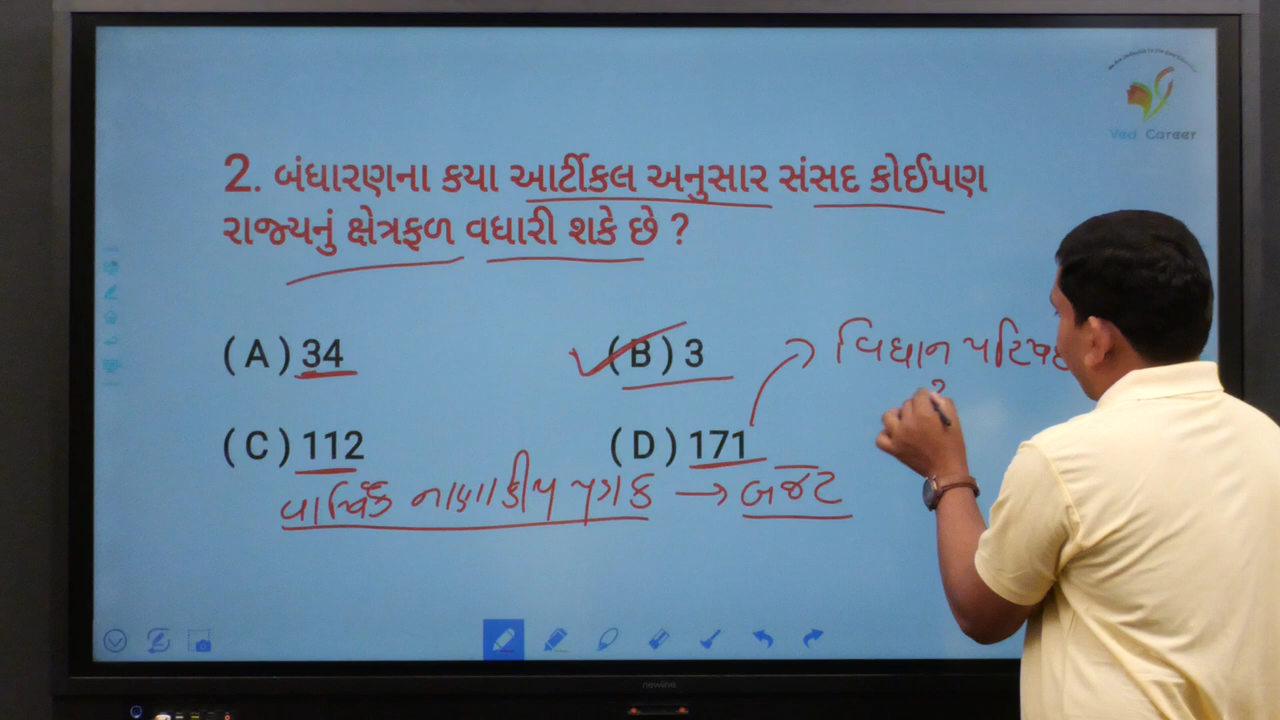 Ved Career
2. બંધારણના કયા આર્ટીકલ અનુસાર સંસદ કોઈપણ
રાજ્યનું ક્ષેત્રફળ વધારી શકે છે ?
(A) 34
(B) 3
વિધાન પરિષદ
(C) 112
(D) 171
વાર્ષિક નાણાકીય પત્રક → બજેટ
newline